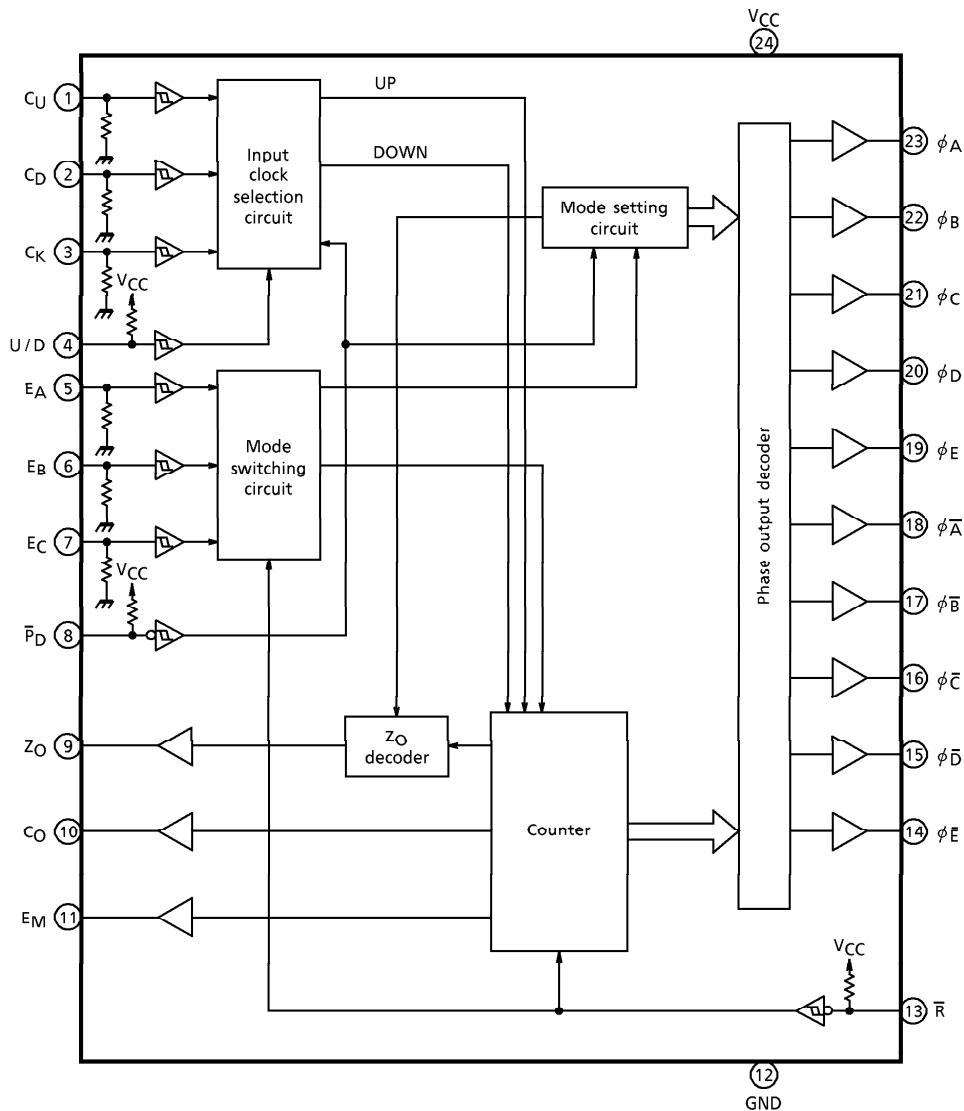 VCC
24
CU 1
UP
23 φA
Input
clock
selection
circuit
DOWN
CD 2
Mode setting
circuit
22 φB
CK 3
VCC
21 φC
U/D 4
20 φD
EA 5
Mode
switching
circuit
19 φE
EB 6
Phase output decoder
18 φA̅
EC 7
VCC
17 φB̅
P̅D 8
16 φC̅
ZO 9
ZO
decoder
15 φD̅
CO 10
Counter
14 φE̅
EM 11
VCC
13 R̅
12
GND